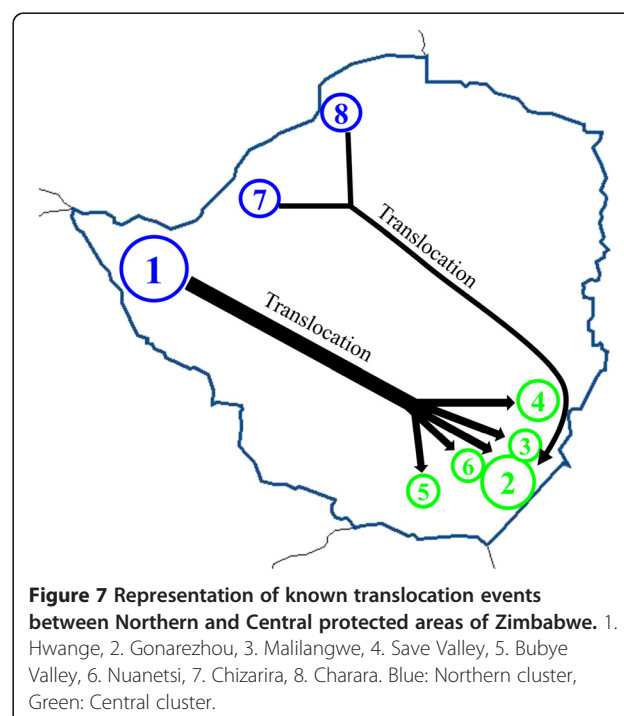 8
7
Translocation
1
Translocation
4
3
6
2
5
Figure 7 Representation of known translocation events
between Northern and Central protected areas of Zimbabwe. 1.
Hwange, 2. Gonarezhou, 3. Malilangwe, 4. Save Valley, 5. Bubye
Valley, 6. Nuanetsi, 7. Chizarira, 8. Charara. Blue: Northern cluster,
Green: Central cluster.